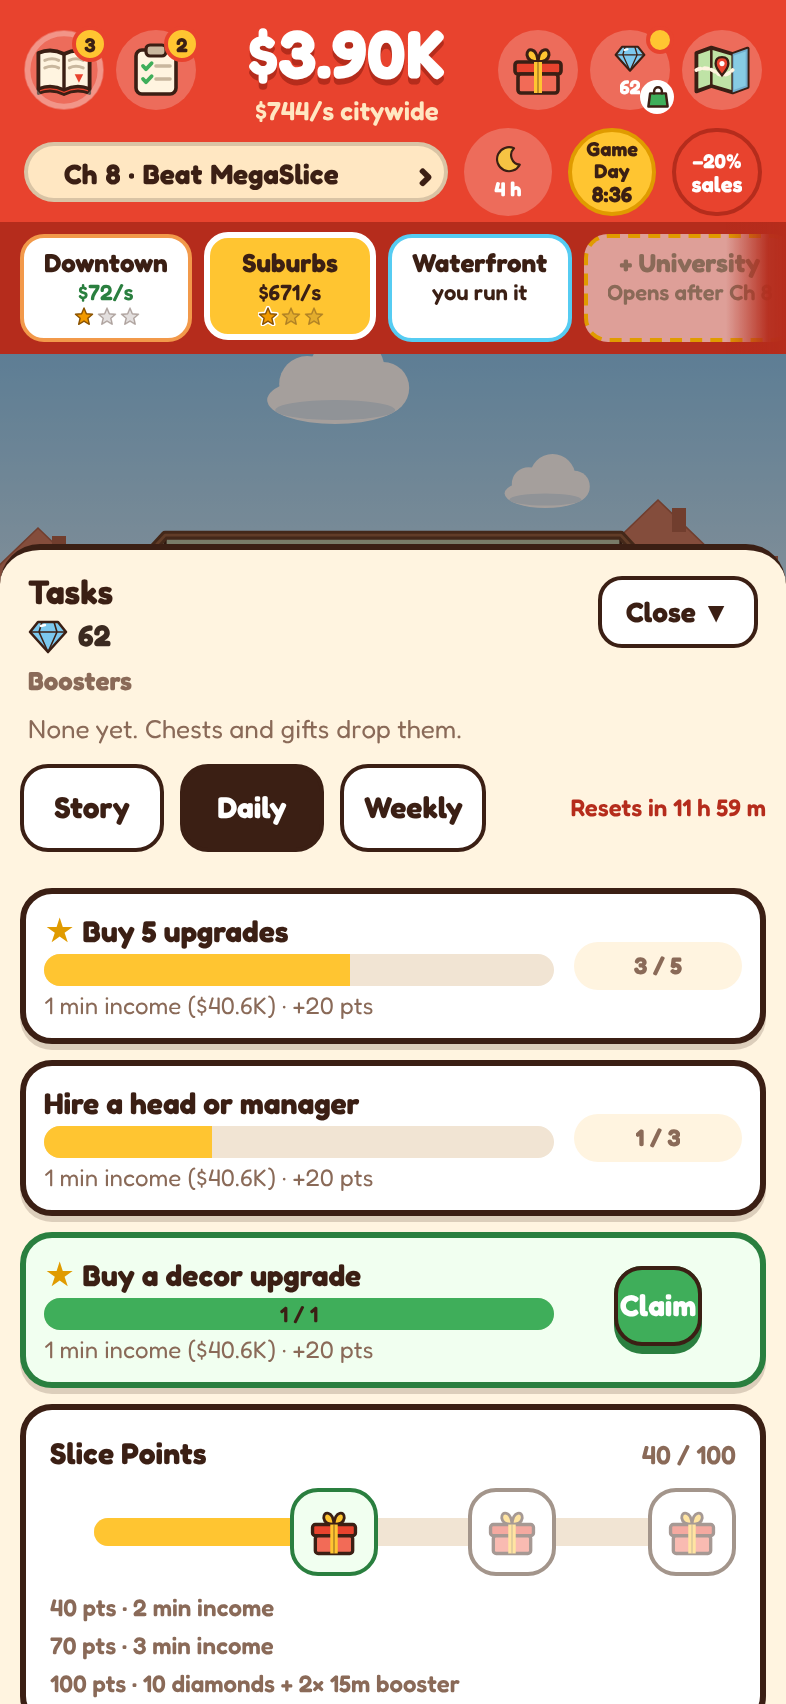 3
2
$3.90K
$744/s citywide
62
Ch 8 · Beat MegaSlice
4 h
Game
Day
8:36
-20%
sales
Downtown
$72/s
Suburbs
$671/s
Waterfront
you run it
+ University
Opens after Ch 8
Tasks
62
Close ▼
Boosters
None yet. Chests and gifts drop them.
Story
Daily
Weekly
Resets in 11 h 59 m
★ Buy 5 upgrades
3 / 5
1 min income ($40.6K) · +20 pts
Hire a head or manager
1 / 3
1 min income ($40.6K) · +20 pts
★ Buy a decor upgrade
1 / 1
Claim
1 min income ($40.6K) · +20 pts
Slice Points
40 / 100
40 pts · 2 min income
70 pts · 3 min income
100 pts · 10 diamonds + 2× 15m booster